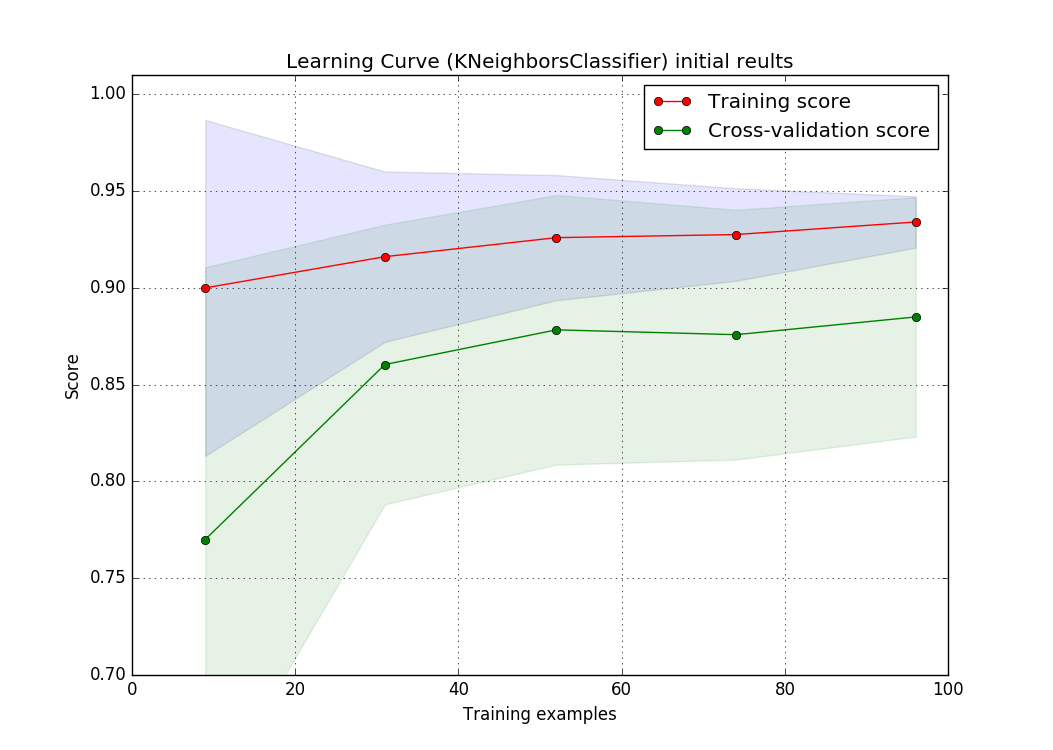 Learning Curve (KNeighborsClassifier) initial reults
1.00
Training score
Cross-validation score
0.95
0.90
0.85
Score
0.80
0.75
0.70
0 20 40 60 80 100
Training examples